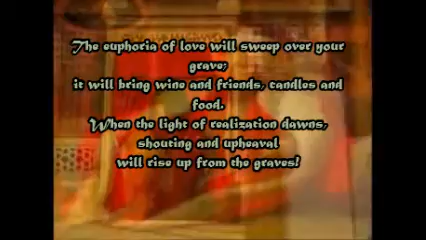 The euphoria of love will sweep over your
grave;
it will bring wine and friends, candles and
food.
When the light of realization dawns,
shouting and upheaval
will rise up from the graves!